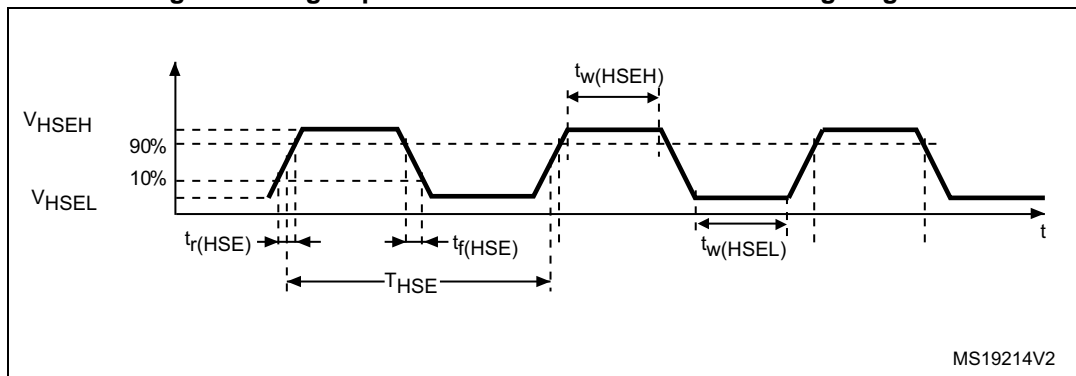 V_HSEH
90%
10%
V_HSEL
t_r(HSE)
t_f(HSE)
T_HSE
t_w(HSEH)
t_w(HSEL)
t
MS19214V2